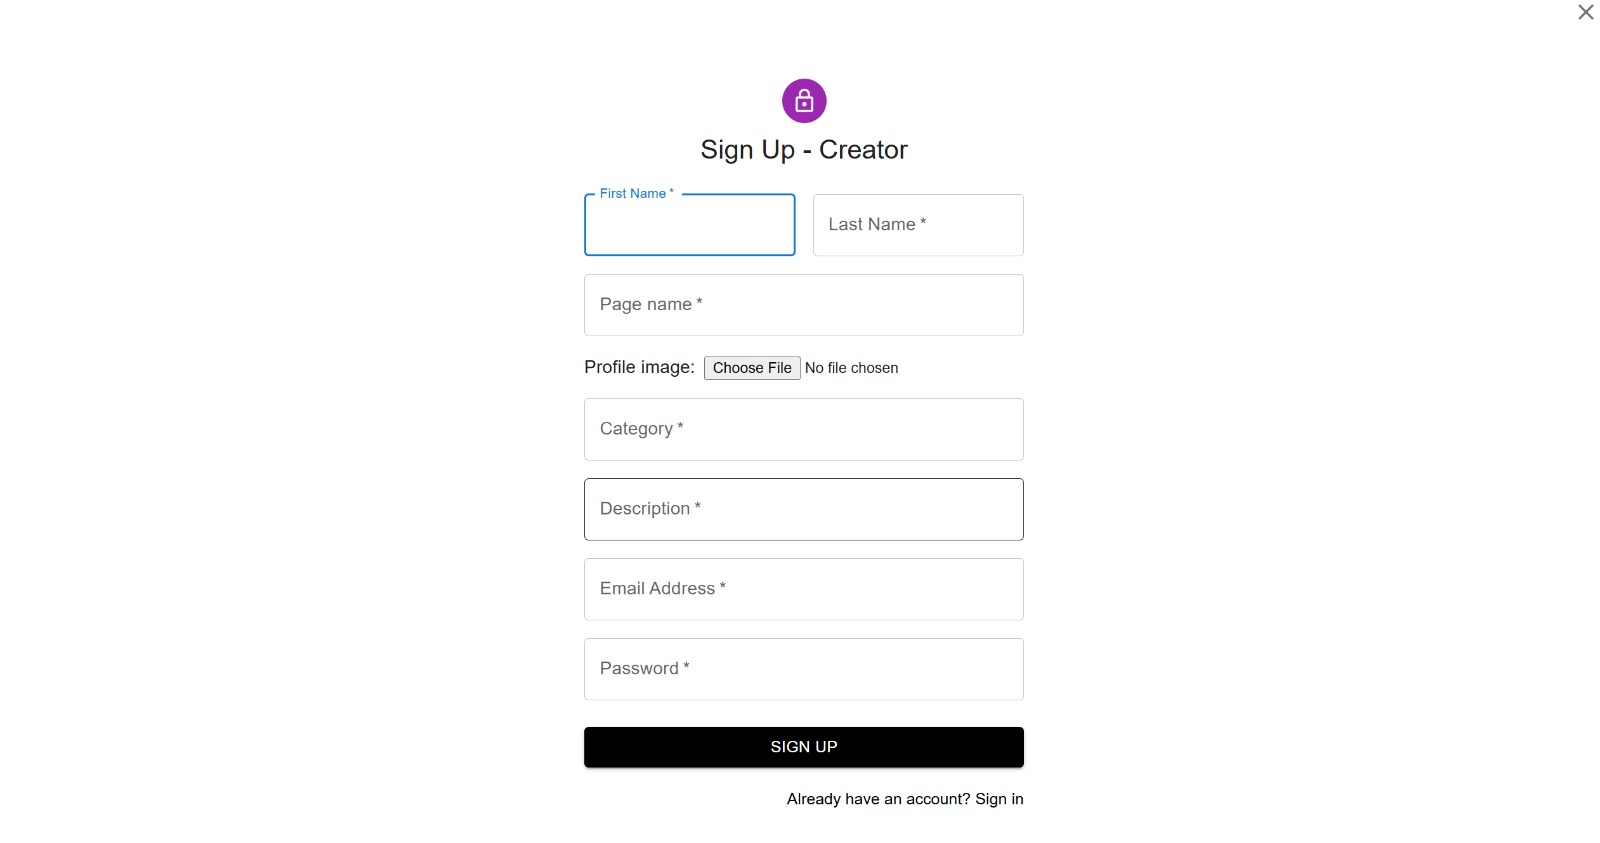 Sign Up - Creator
First Name *
Last Name *
Page name *
Profile image: Choose File No file chosen
Category *
Description *
Email Address *
Password *
SIGN UP
Already have an account? Sign in